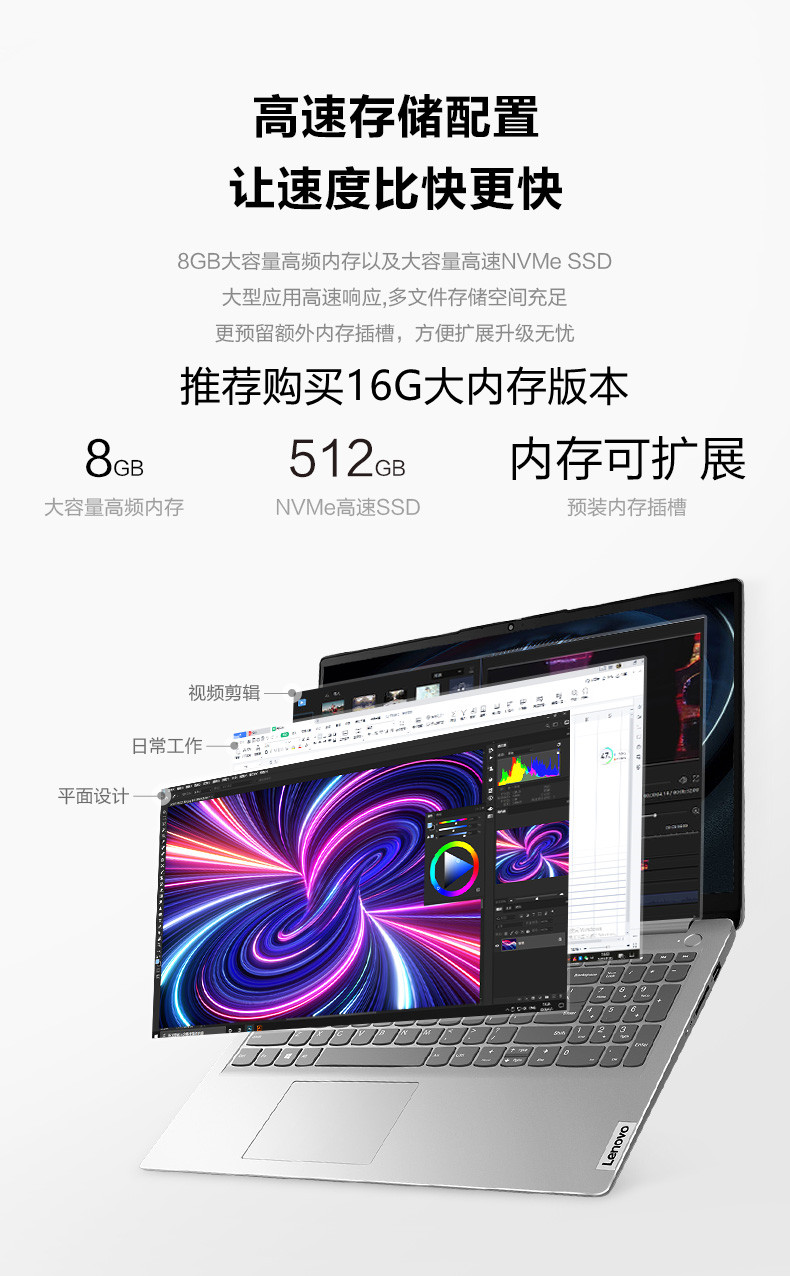 高速存储配置
让速度比快更快
8GB大容量高频内存以及大容量高速NVMe SSD
大型应用高速响应,多文件存储空间充足
更预留额外内存插槽，方便扩展升级无忧
推荐购买16G大内存版本
8GB
512GB
内存可扩展
大容量高频内存
NVMe高速SSD
预装内存插槽
视频剪辑
日常工作
平面设计
Lenovo